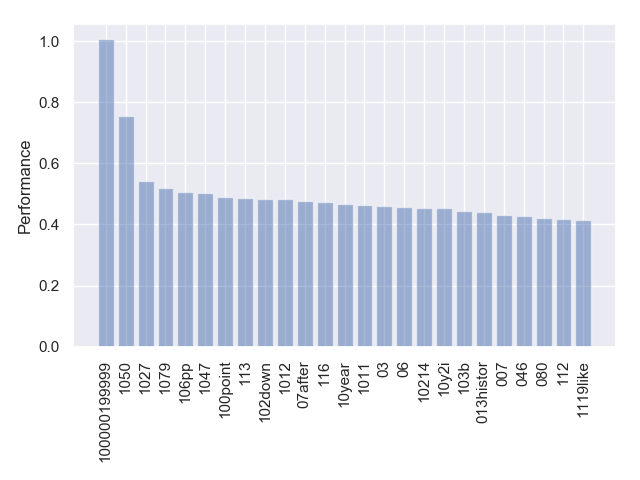 1.0
0.8
0.6
0.4
0.2
0.0
Performance
100000199999
1050
1027
1079
106pp
1047
100point
113
102down
1012
07after
116
10year
1011
03
06
10214
10y2i
103b
013histor
007
046
080
112
1119like